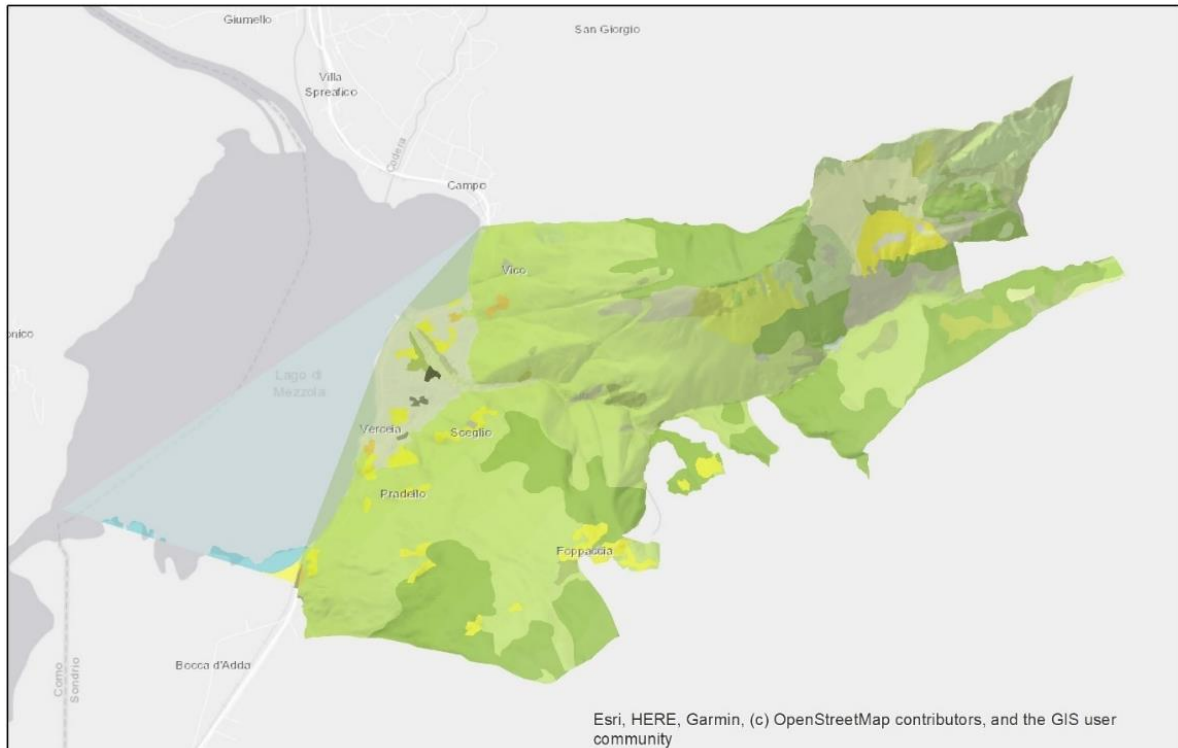 Giumello
San Giorgio
Villa
Spreafico
Codera
Campo
Vico
onico
Lago di
Mezzola
Verceia
Sceglio
Pradello
Foppaccia
Bocca d'Adda
Como
Sondrio
Esri, HERE, Garmin, (c) OpenStreetMap contributors, and the GIS user
community